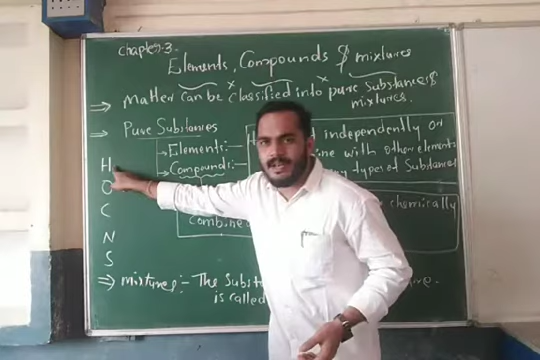 Chapter-3
Elements, Compounds & mixtures
⇒ Matter can be classified into pure Substances & mixtures.
⇒ Pure Substances
→ Elements:- independently or
→ Compounds:- with other elements
types of Substances
chemically
combine
H
O
C
N
S
⇒ mixtures:- The
is called